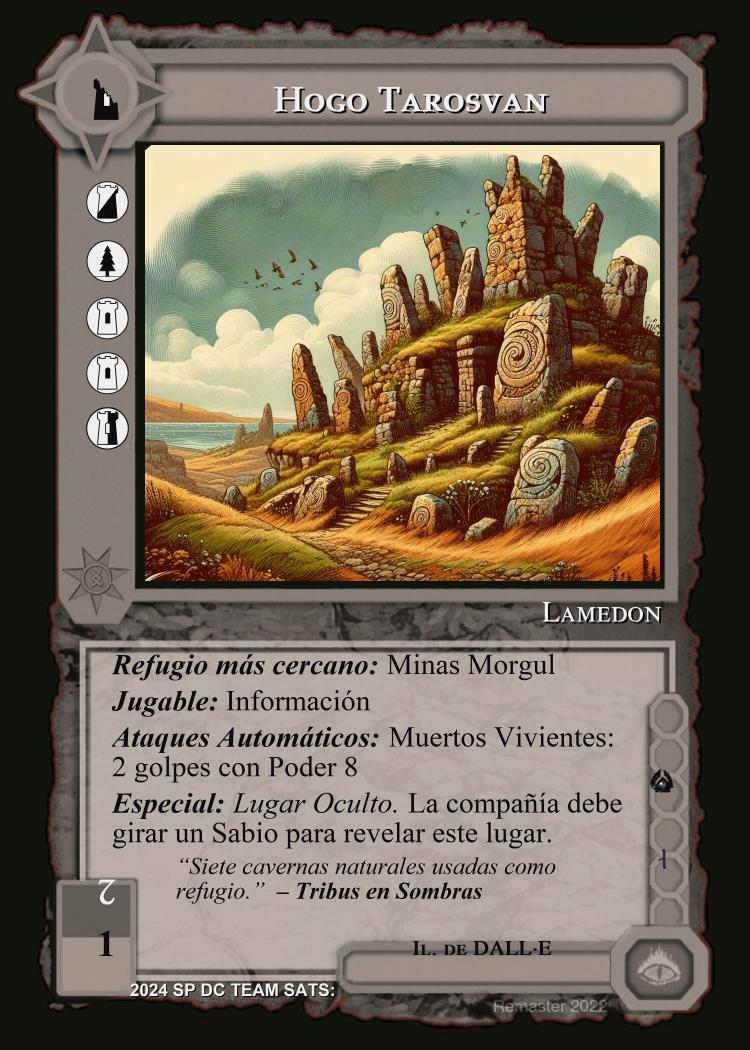 Hogo Tarosvan
Lamedon
Refugio más cercano: Minas Morgul
Jugable: Información
Ataques Automáticos: Muertos Vivientes:
2 golpes con Poder 8
Especial: Lugar Oculto. La compañía debe
girar un Sabio para revelar este lugar.
“Siete cavernas naturales usadas como
refugio.” – Tribus en Sombras
2
1
Il. de DALL·E
2024 SP DC TEAM SATS:
Remaster 2022